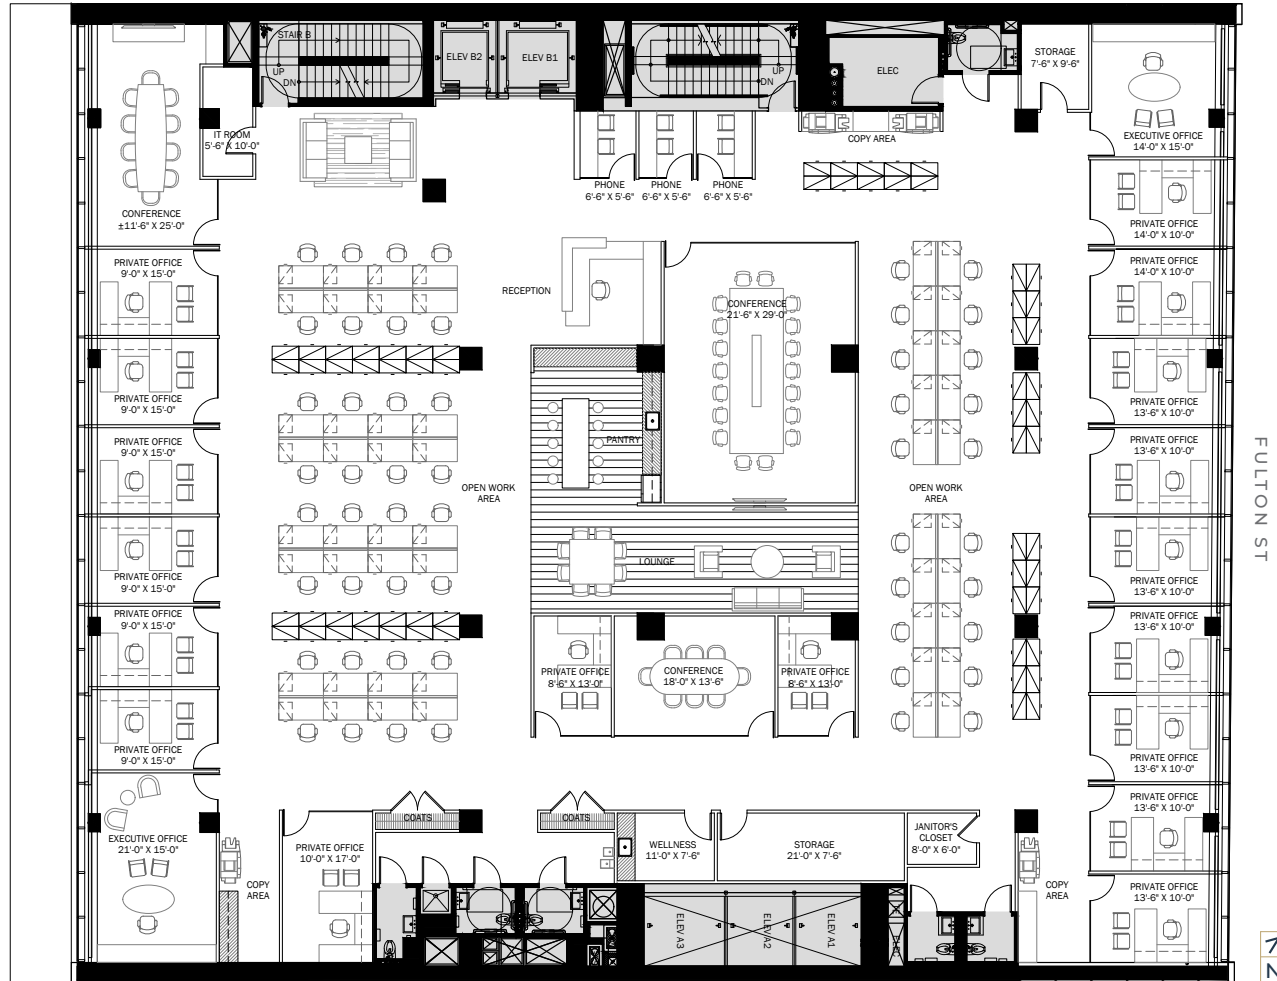 STAIR B
UP
DN
ELEV B2
ELEV B1
UP
DN
ELEC
STORAGE
7'-6" X 9'-6"
IT ROOM
5'-6" X 10'-0"
COPY AREA
EXECUTIVE OFFICE
14'-0" X 15'-0"
PHONE
6'-6" X 5'-6"
PHONE
6'-6" X 5'-6"
PHONE
6'-6" X 5'-6"
CONFERENCE
±11'-6" X 25'-0"
PRIVATE OFFICE
14'-0" X 10'-0"
PRIVATE OFFICE
9'-0" X 15'-0"
PRIVATE OFFICE
14'-0" X 10'-0"
RECEPTION
CONFERENCE
21'-6" X 29'-0"
PRIVATE OFFICE
9'-0" X 15'-0"
PRIVATE OFFICE
13'-6" X 10'-0"
PRIVATE OFFICE
9'-0" X 15'-0"
PANTRY
PRIVATE OFFICE
13'-6" X 10'-0"
OPEN WORK
AREA
OPEN WORK
AREA
FULTON ST
LOUNGE
PRIVATE OFFICE
9'-0" X 15'-0"
PRIVATE OFFICE
13'-6" X 10'-0"
PRIVATE OFFICE
9'-0" X 15'-0"
PRIVATE OFFICE
13'-6" X 10'-0"
PRIVATE OFFICE
8'-6" X 13'-0"
CONFERENCE
18'-0" X 13'-6"
PRIVATE OFFICE
8'-6" X 13'-0"
PRIVATE OFFICE
9'-0" X 15'-0"
PRIVATE OFFICE
13'-6" X 10'-0"
PRIVATE OFFICE
13'-6" X 10'-0"
COATS
COATS
EXECUTIVE OFFICE
21'-0" X 15'-0"
PRIVATE OFFICE
10'-0" X 17'-0"
WELLNESS
11'-0" X 7'-6"
STORAGE
21'-0" X 7'-6"
JANITOR'S
CLOSET
8'-0" X 6'-0"
COPY
AREA
COPY
AREA
PRIVATE OFFICE
13'-6" X 10'-0"
ELEV A3
ELEV A2
ELEV A1
ELEC
N